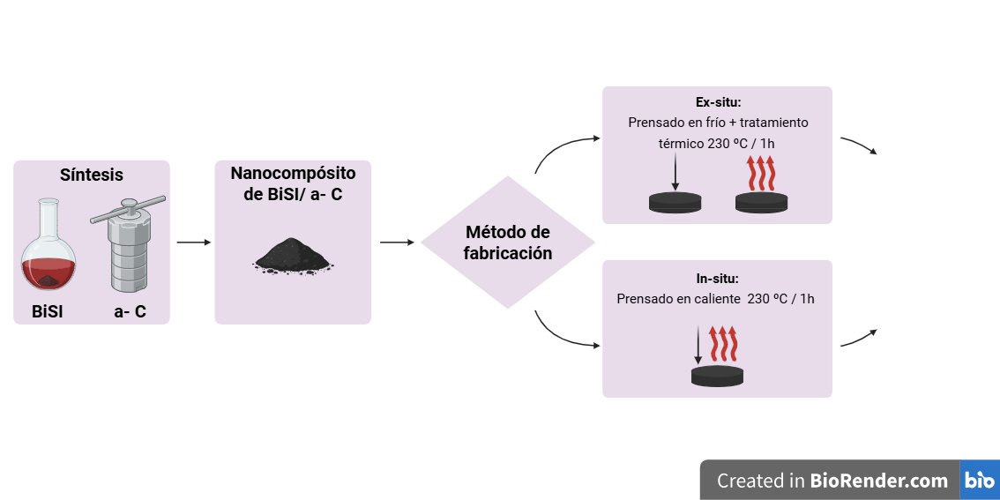 Síntesis
BiSI
a- C
Nanocompósito
de BiSI/ a- C
Método de
fabricación
Ex-situ:
Prensado en frío + tratamiento
térmico 230 ºC / 1h
In-situ:
Prensado en caliente  230 ºC / 1h
Created in BioRender.com
bio